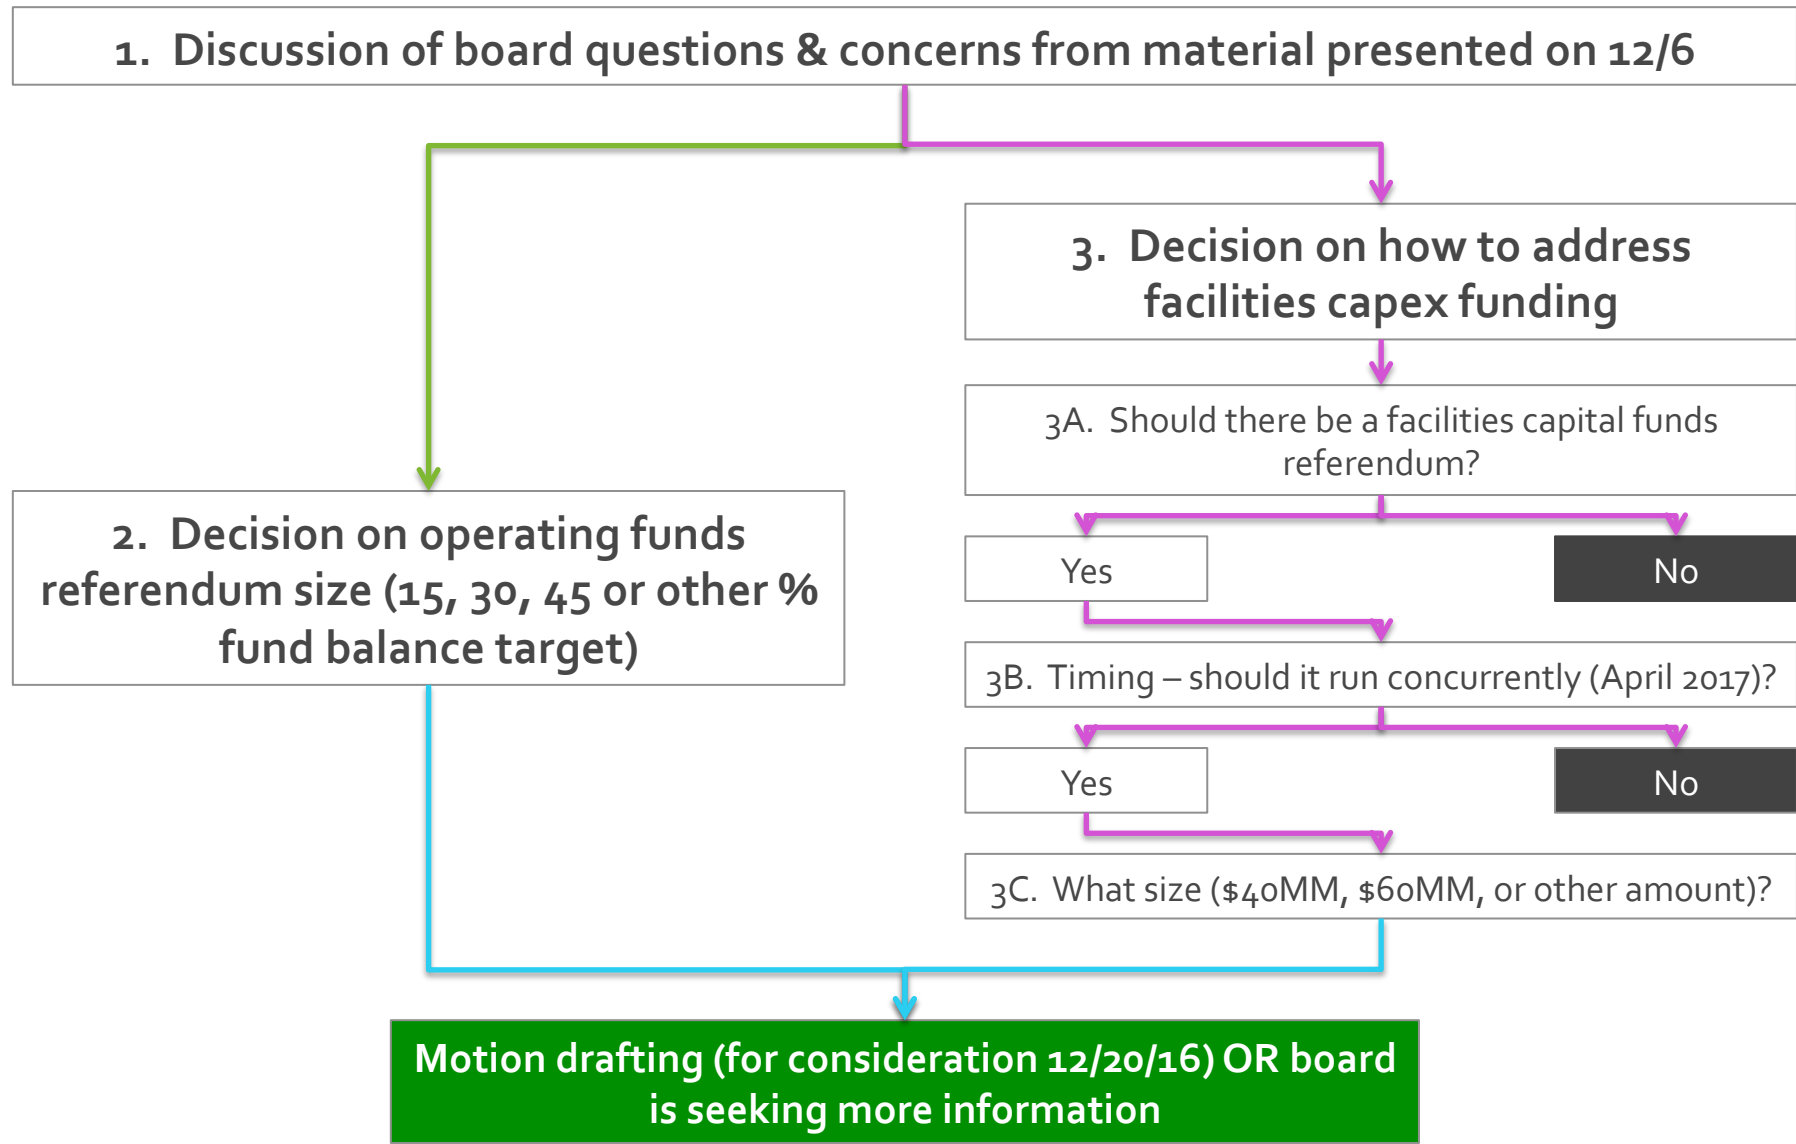 1. Discussion of board questions & concerns from material presented on 12/6
3. Decision on how to address
facilities capex funding
3A. Should there be a facilities capital funds
referendum?
2. Decision on operating funds
referendum size (15, 30, 45 or other %
fund balance target)
Yes
No
3B. Timing – should it run concurrently (April 2017)?
Yes
No
3C. What size ($40MM, $60MM, or other amount)?
Motion drafting (for consideration 12/20/16) OR board
is seeking more information